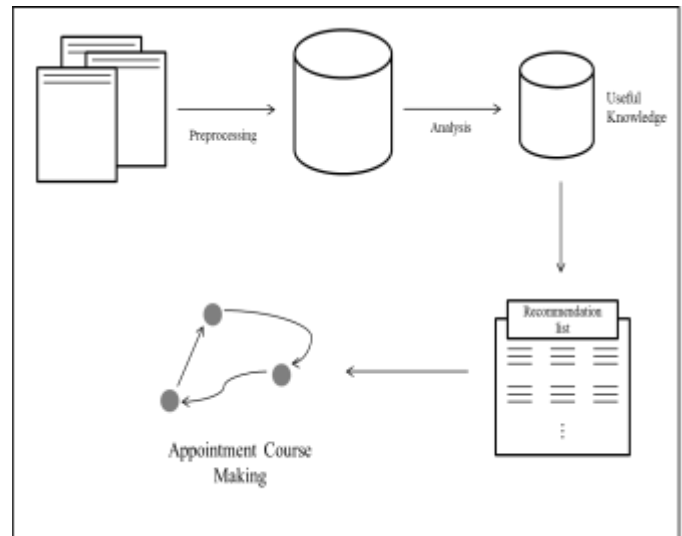 Preprocessing
Analysis
Useful
Knowledge
Recommendation
list
Appointment Course
Making